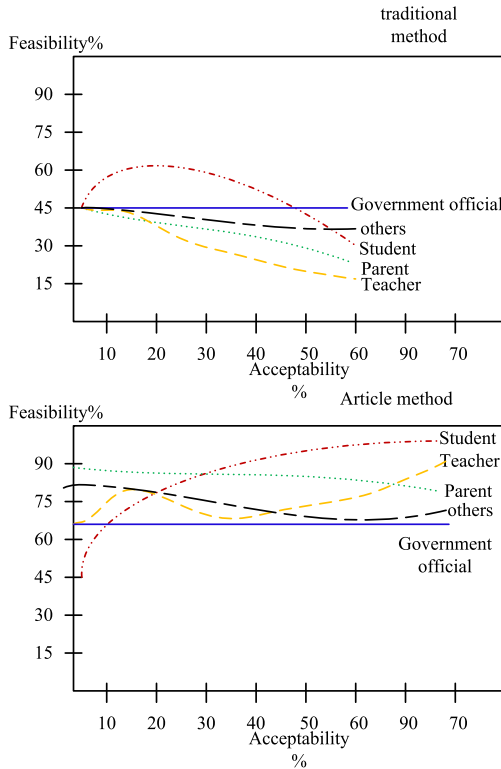 traditional
method
Feasibility%
90
75
60
45
30
15
Government official
others
Student
Parent
Teacher
10 20 30 40 50 60 90 70
Acceptability
%
Article method
Feasibility%
90
75
60
45
30
15
Student
Teacher
Parent
others
Government
official
10 20 30 40 50 60 90 70
Acceptability
%